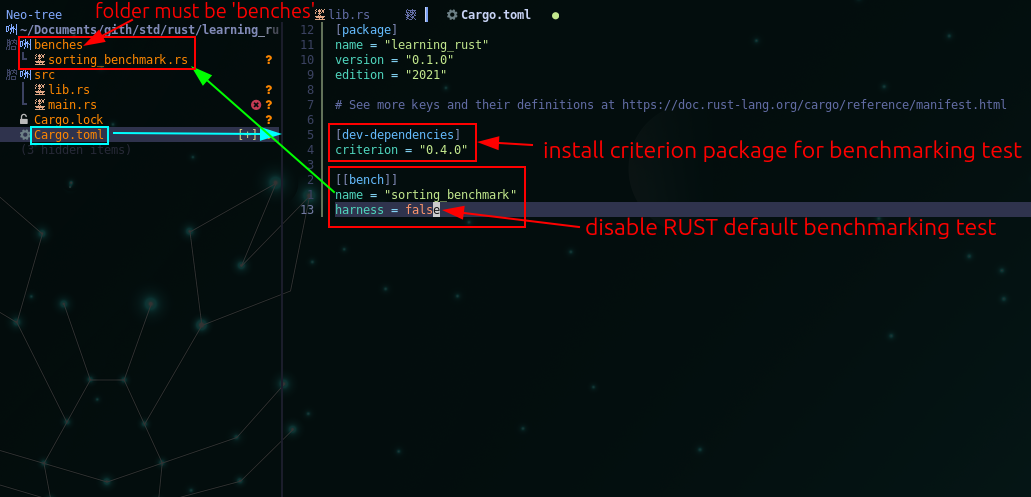 folder must be 'benches'
Neo-tree
~/Documents/gith/std/rust/learning_ru
benches
sorting_benchmark.rs ?
src
lib.rs ?
main.rs ?
Cargo.lock ?
Cargo.toml [+]
(3 hidden items)
lib.rs Cargo.toml
12 [package]
11 name = "learning_rust"
10 version = "0.1.0"
9 edition = "2021"
8
7 # See more keys and their definitions at https://doc.rust-lang.org/cargo/reference/manifest.html
6
5 [dev-dependencies]
4 criterion = "0.4.0"
3
2 [[bench]]
1 name = "sorting_benchmark"
13 harness = false
install criterion package for benchmarking test
disable RUST default benchmarking test